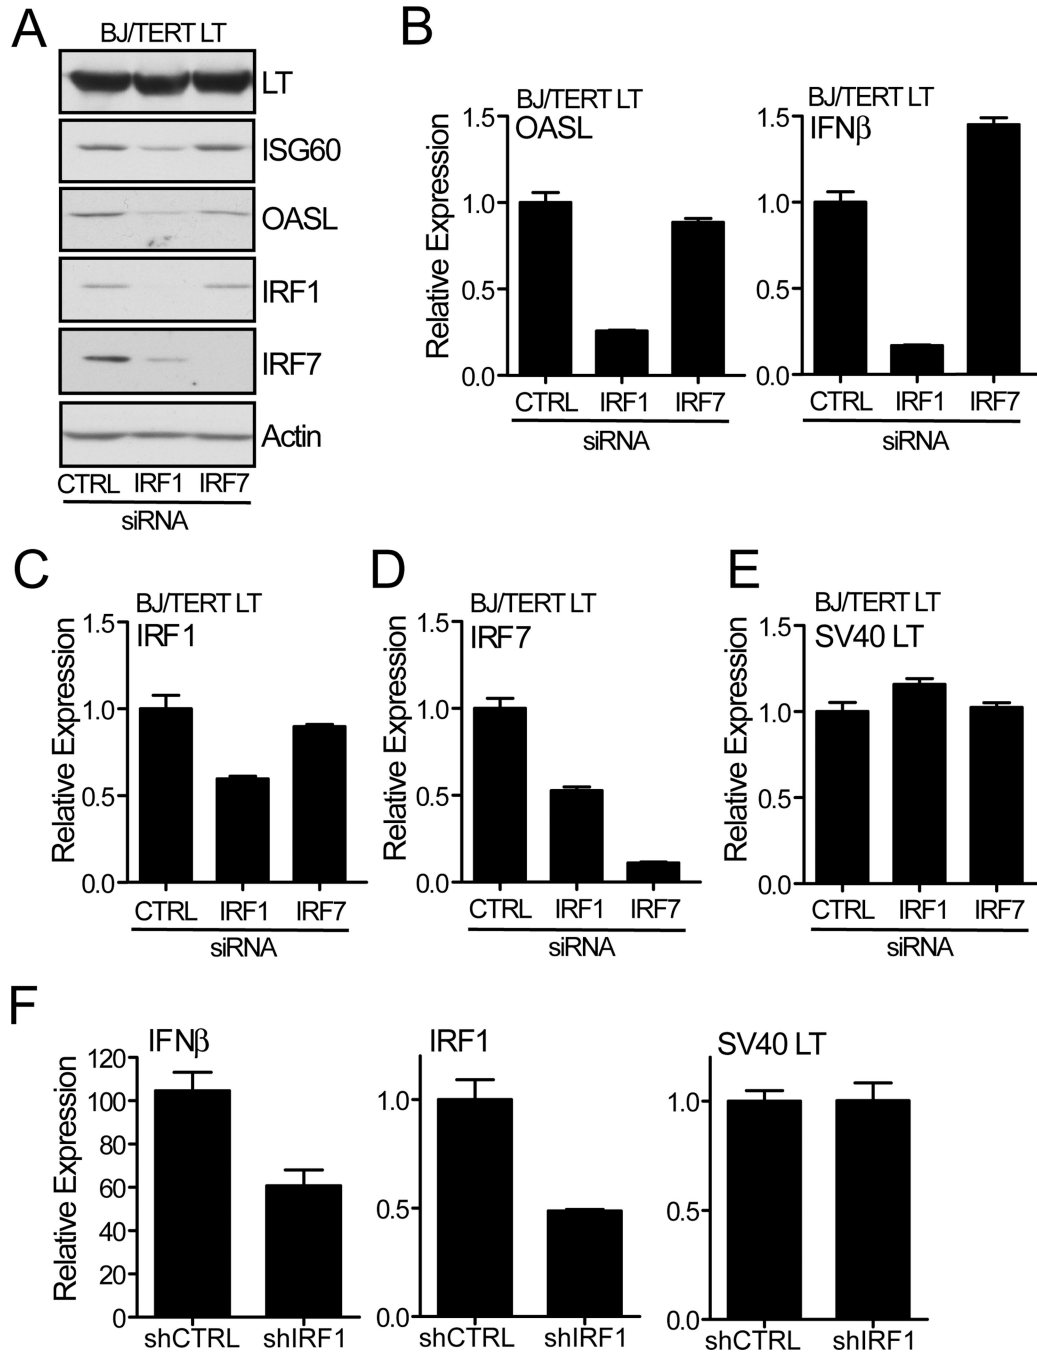 A
BJ/TERT LT
LT
ISG60
OASL
IRF1
IRF7
Actin
CTRL IRF1 IRF7
siRNA
B
BJ/TERT LT
OASL
Relative Expression
1.5
1.0
0.5
0.0
CTRL IRF1 IRF7
siRNA
BJ/TERT LT
IFNβ
1.5
1.0
0.5
0.0
CTRL IRF1 IRF7
siRNA
C
BJ/TERT LT
IRF1
Relative Expression
1.5
1.0
0.5
0.0
CTRL IRF1 IRF7
siRNA
D
BJ/TERT LT
IRF7
Relative Expression
1.5
1.0
0.5
0.0
CTRL IRF1 IRF7
siRNA
E
BJ/TERT LT
SV40 LT
Relative Expression
1.5
1.0
0.5
0.0
CTRL IRF1 IRF7
siRNA
F
IFNβ
Relative Expression
120
100
80
60
40
20
0
shCTRL shIRF1
IRF1
1.0
0.5
0.0
shCTRL shIRF1
SV40 LT
1.0
0.5
0.0
shCTRL shIRF1